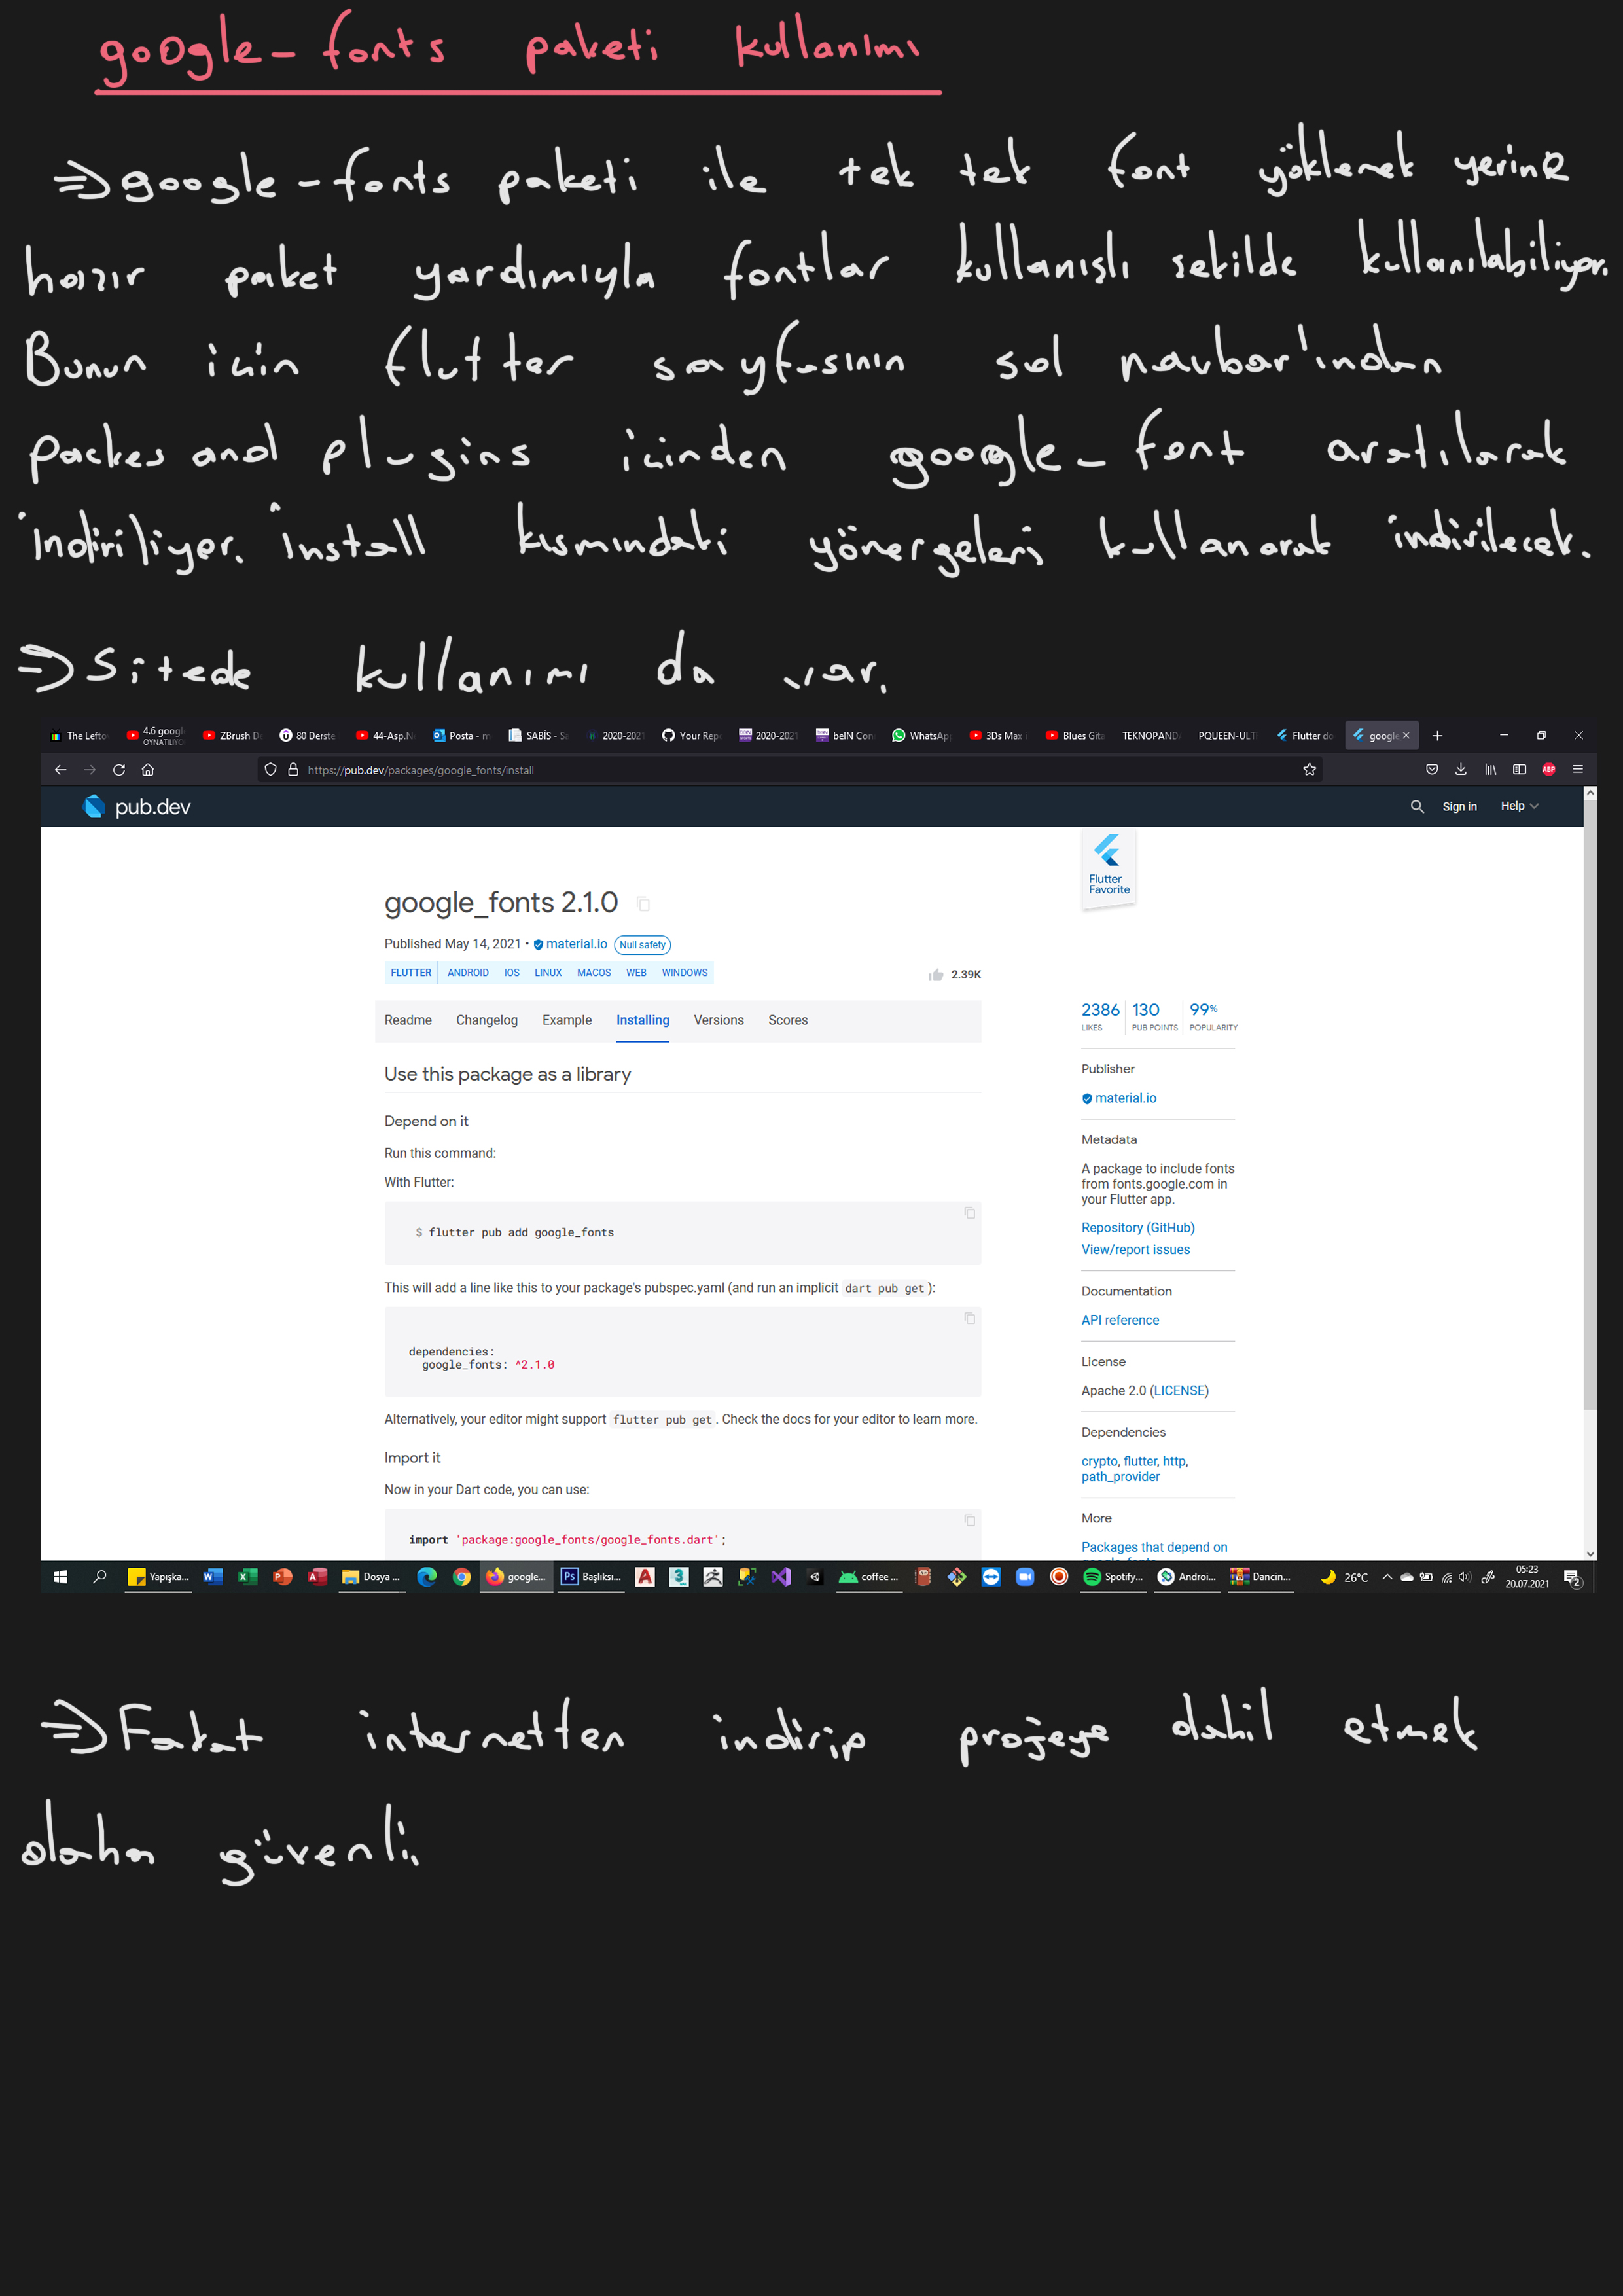 google-fonts paketi kullanımı
⇒ google-fonts paketi ile tek tek font yüklemek yerine
hazır paket yardımıyla fontlar kullanışlı sekilde kullanılabiliyor.
Bunun icin flutter sayfasının sol navbar'ından
packes and plugins icinden google-font aratılarak
indiriliyor. install kısmındaki yönergeleri kullanarak indirilecek.
⇒ Sitede kullanımı da var.
The Lefto 4.6 googl ZBrush D 80 Derste 44-Asp.N Posta - m SABİS - Sa 2020-2021 Your Repo 2020-2021 beIN Con WhatsAp 3Ds Max Blues Gita TEKNOPAND PQUEEN-ULTI Flutter do google
OYNATILIYO
https://pub.dev/packages/google_fonts/install
ABP
pub.dev Sign in Help
Flutter
Favorite
google_fonts 2.1.0
Published May 14, 2021 • material.io Null safety
FLUTTER ANDROID IOS LINUX MACOS WEB WINDOWS 2.39K
Readme Changelog Example Installing Versions Scores
2386 130 99%
LIKES PUB POINTS POPULARITY
Use this package as a library
Depend on it
Run this command:
With Flutter:
$ flutter pub add google_fonts
This will add a line like this to your package's pubspec.yaml (and run an implicit dart pub get):
dependencies:
google_fonts: ^2.1.0
Alternatively, your editor might support flutter pub get. Check the docs for your editor to learn more.
Import it
Now in your Dart code, you can use:
import 'package:google_fonts/google_fonts.dart';
Publisher
material.io
Metadata
A package to include fonts
from fonts.google.com in
your Flutter app.
Repository (GitHub)
View/report issues
Documentation
API reference
License
Apache 2.0 (LICENSE)
Dependencies
crypto, flutter, http,
path_provider
More
Packages that depend on
google_fonts
Yapışka... Dosya ... google... Başlıksı... coffee ... Spotify... Androi... Dancin... 26°C 05:23
20.07.2021 2
⇒ Fakat internetten indirip projeye dahil etmek
daha güvenli.